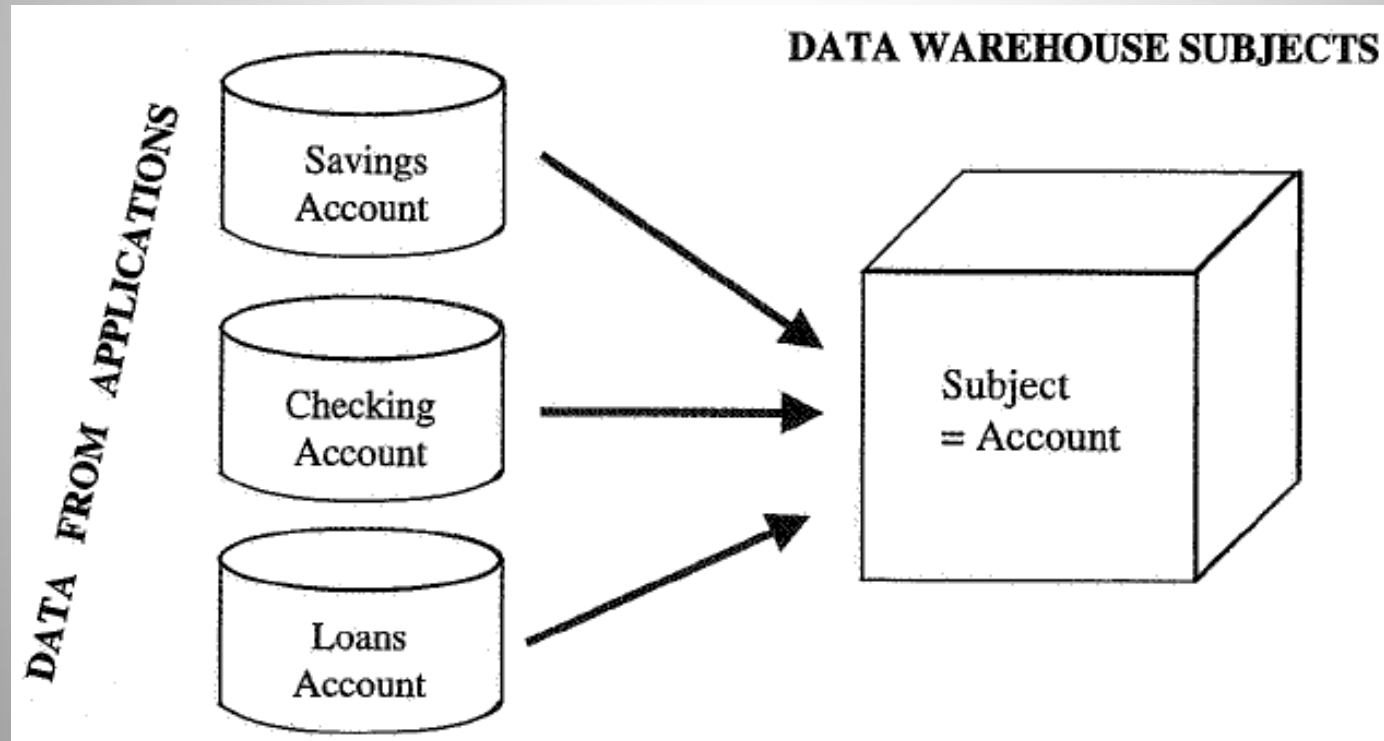 DATA WAREHOUSE SUBJECTS
DATA FROM APPLICATIONS
Savings
Account
Checking
Account
Loans
Account
Subject
= Account